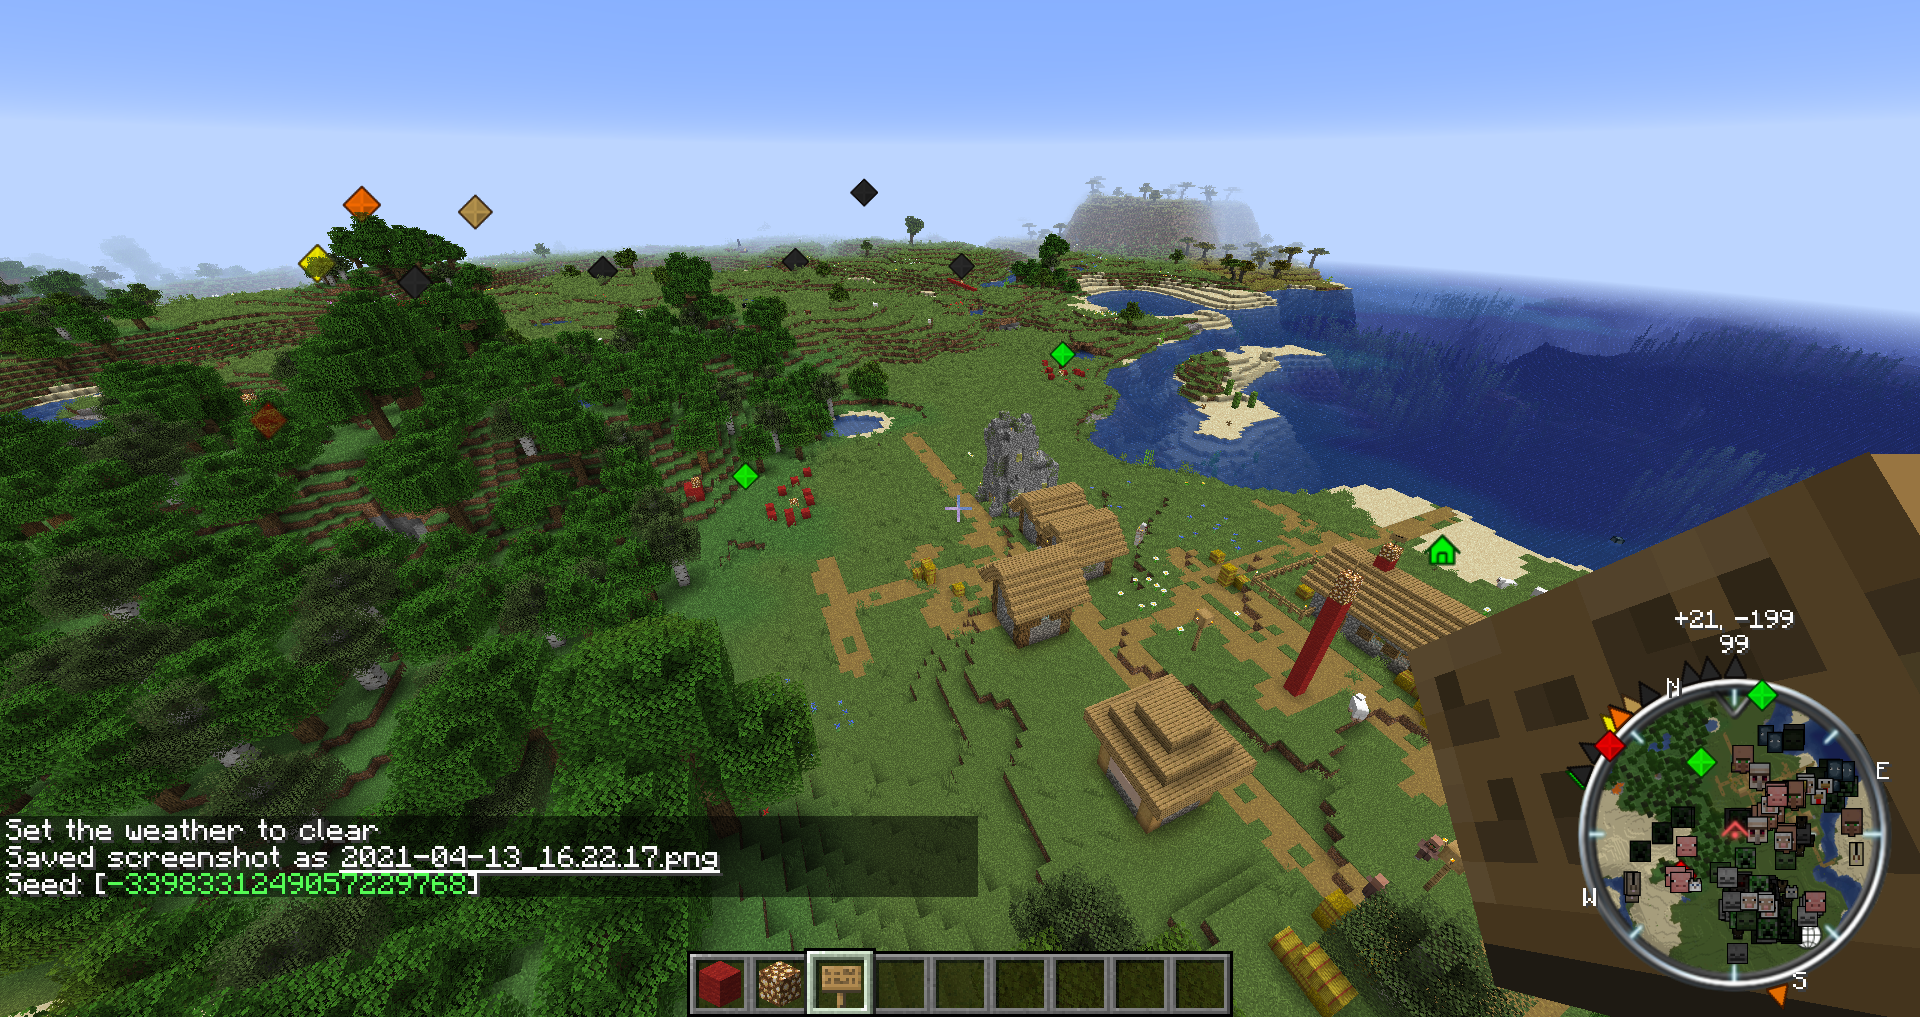 +21, -199
99
N
E
W
S
Set the weather to clear
Saved screenshot as 2021-04-13_16.22.17.png
Seed: [-3398331249057229768]